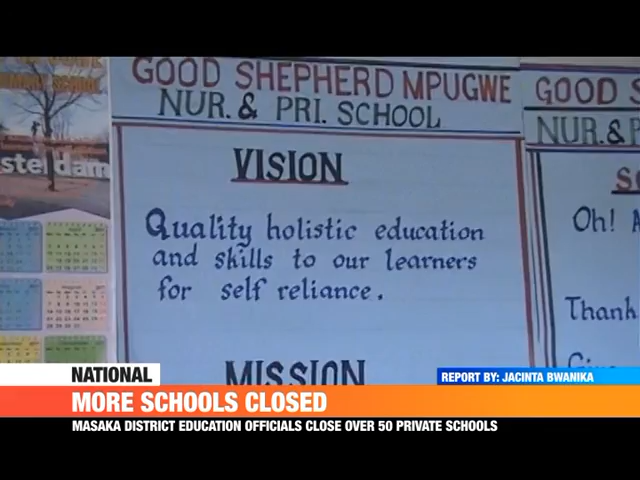 GOOD SHEPHERD MPUGWE
NUR. & PRI. SCHOOL
VISION
Quality holistic education
and skills to our learners
for self reliance.
MISSION
GOOD S
NUR. & P
Oh!
Thank
sterdam
NATIONAL
REPORT BY: JACINTA BWANIKA
MORE SCHOOLS CLOSED
MASAKA DISTRICT EDUCATION OFFICIALS CLOSE OVER 50 PRIVATE SCHOOLS